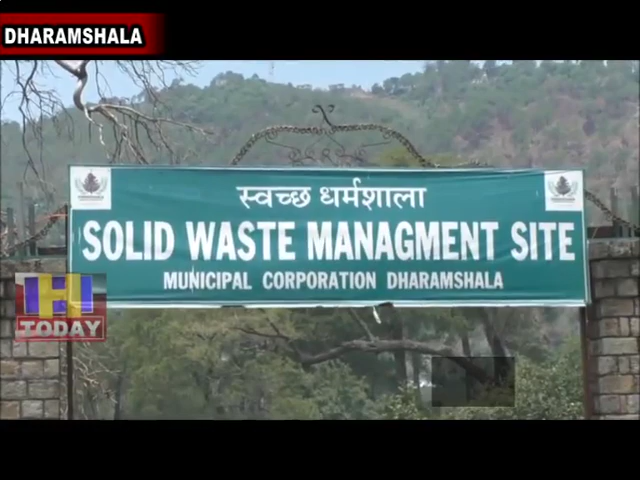 DHARAMSHALA
स्वच्छ धर्मशाला
SOLID WASTE MANAGMENT SITE
MUNICIPAL CORPORATION DHARAMSHALA
H
TODAY